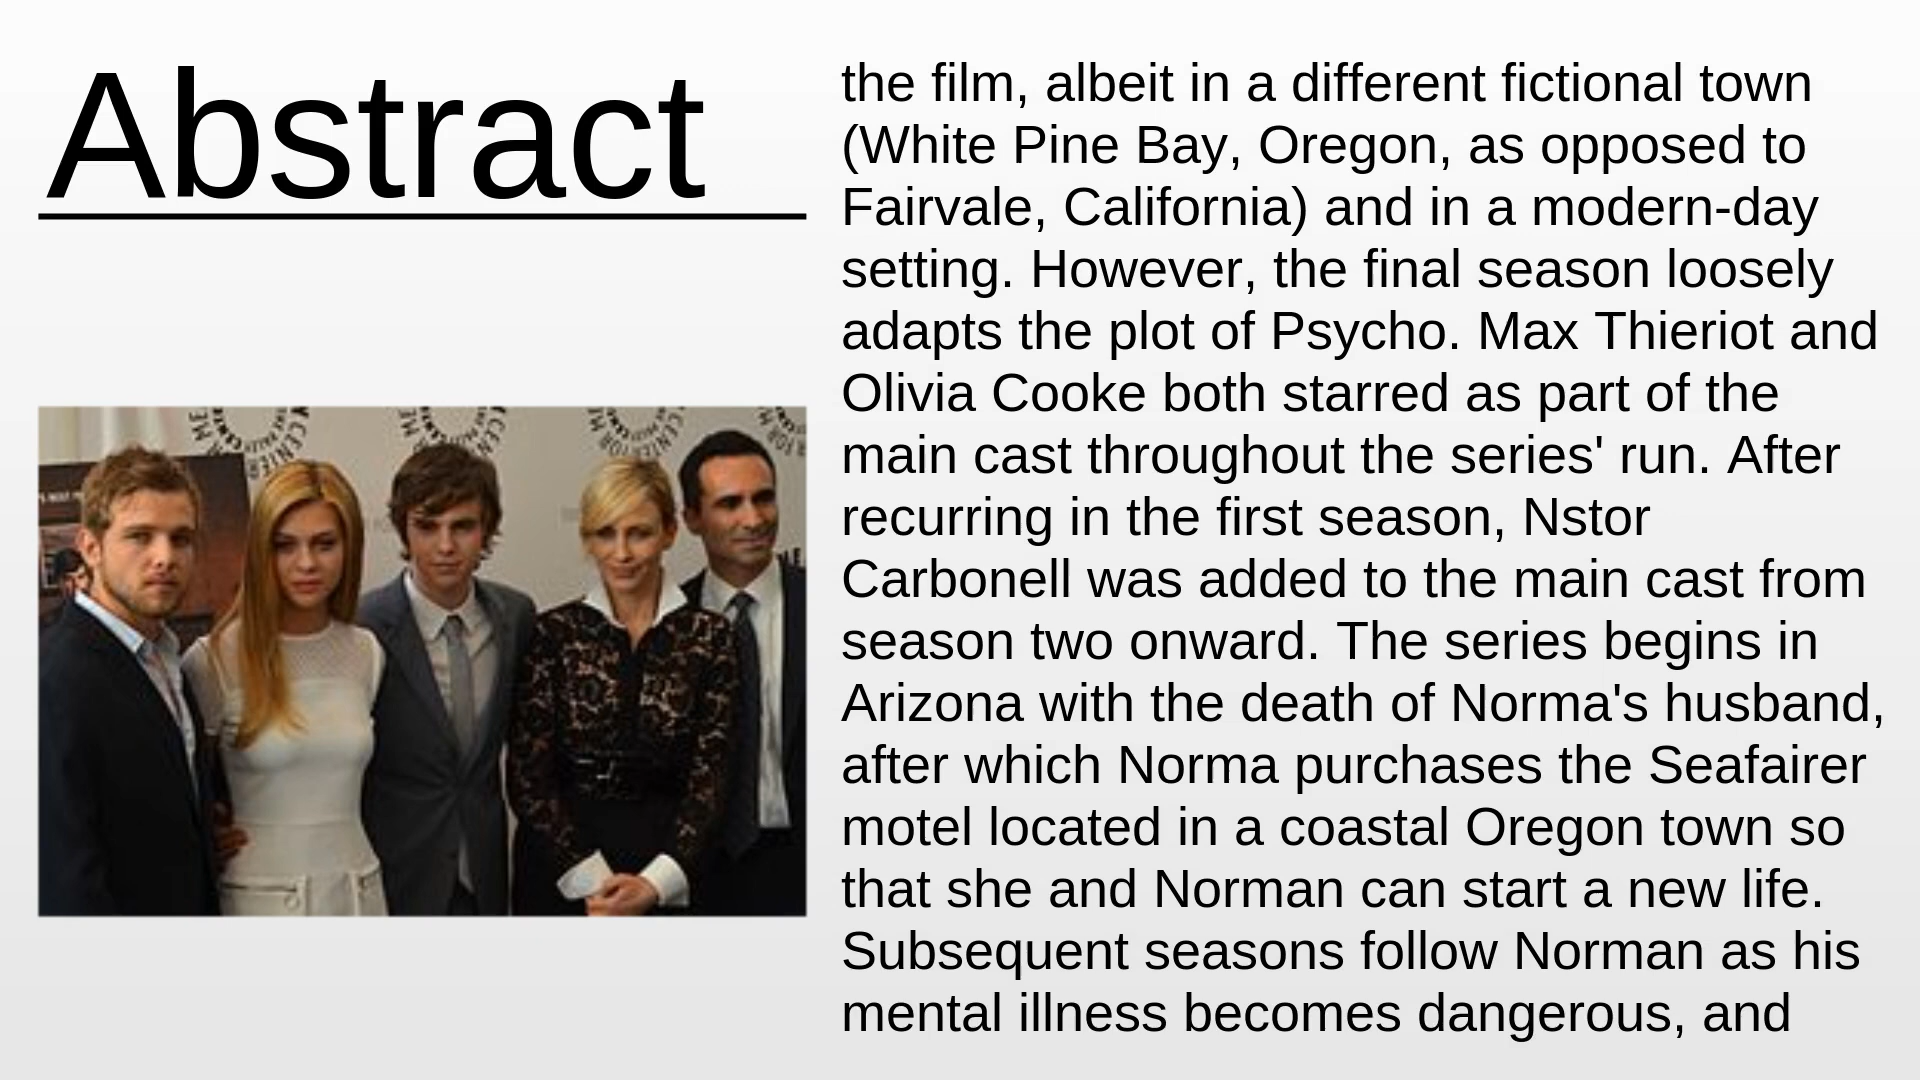 Abstract
the film, albeit in a different fictional town
(White Pine Bay, Oregon, as opposed to
Fairvale, California) and in a modern-day
setting. However, the final season loosely
adapts the plot of Psycho. Max Thieriot and
Olivia Cooke both starred as part of the
main cast throughout the series' run. After
recurring in the first season, Nstor
Carbonell was added to the main cast from
season two onward. The series begins in
Arizona with the death of Norma's husband,
after which Norma purchases the Seafairer
motel located in a coastal Oregon town so
that she and Norman can start a new life.
Subsequent seasons follow Norman as his
mental illness becomes dangerous, and